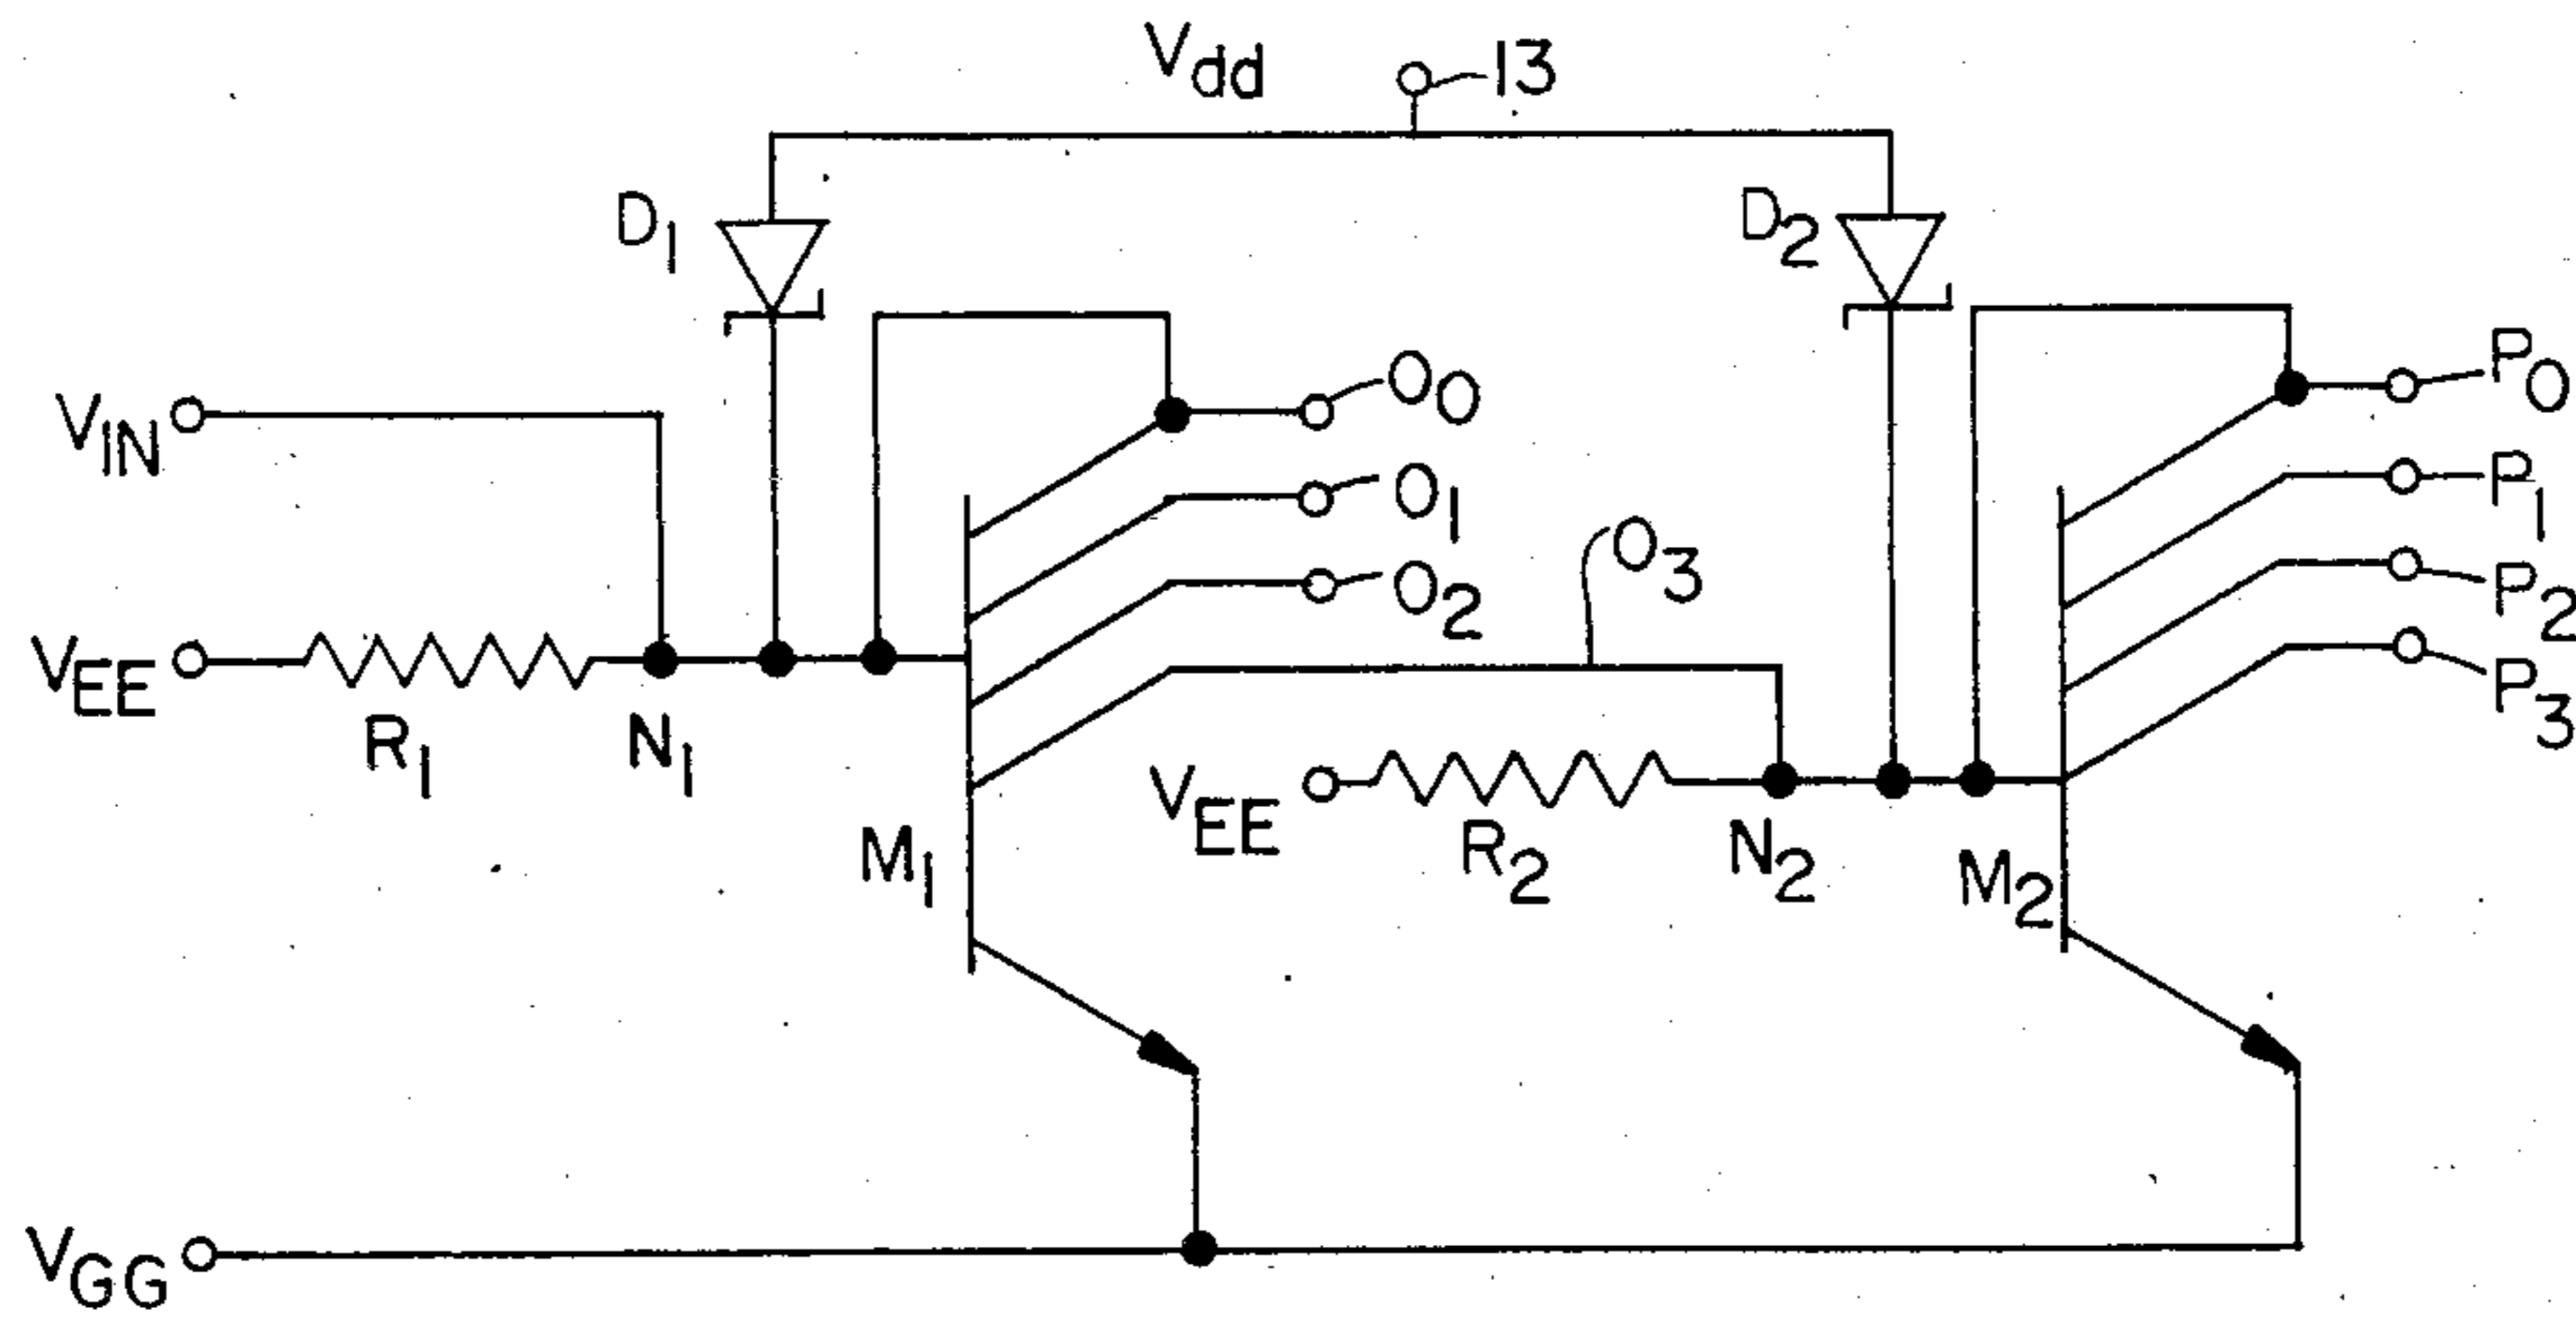 Vdd
13
D1
D2
VIN
O0
P0
O1
P1
O2
O3
P2
VEE
R1
N1
P3
M1
VEE
R2
N2
M2
VGG